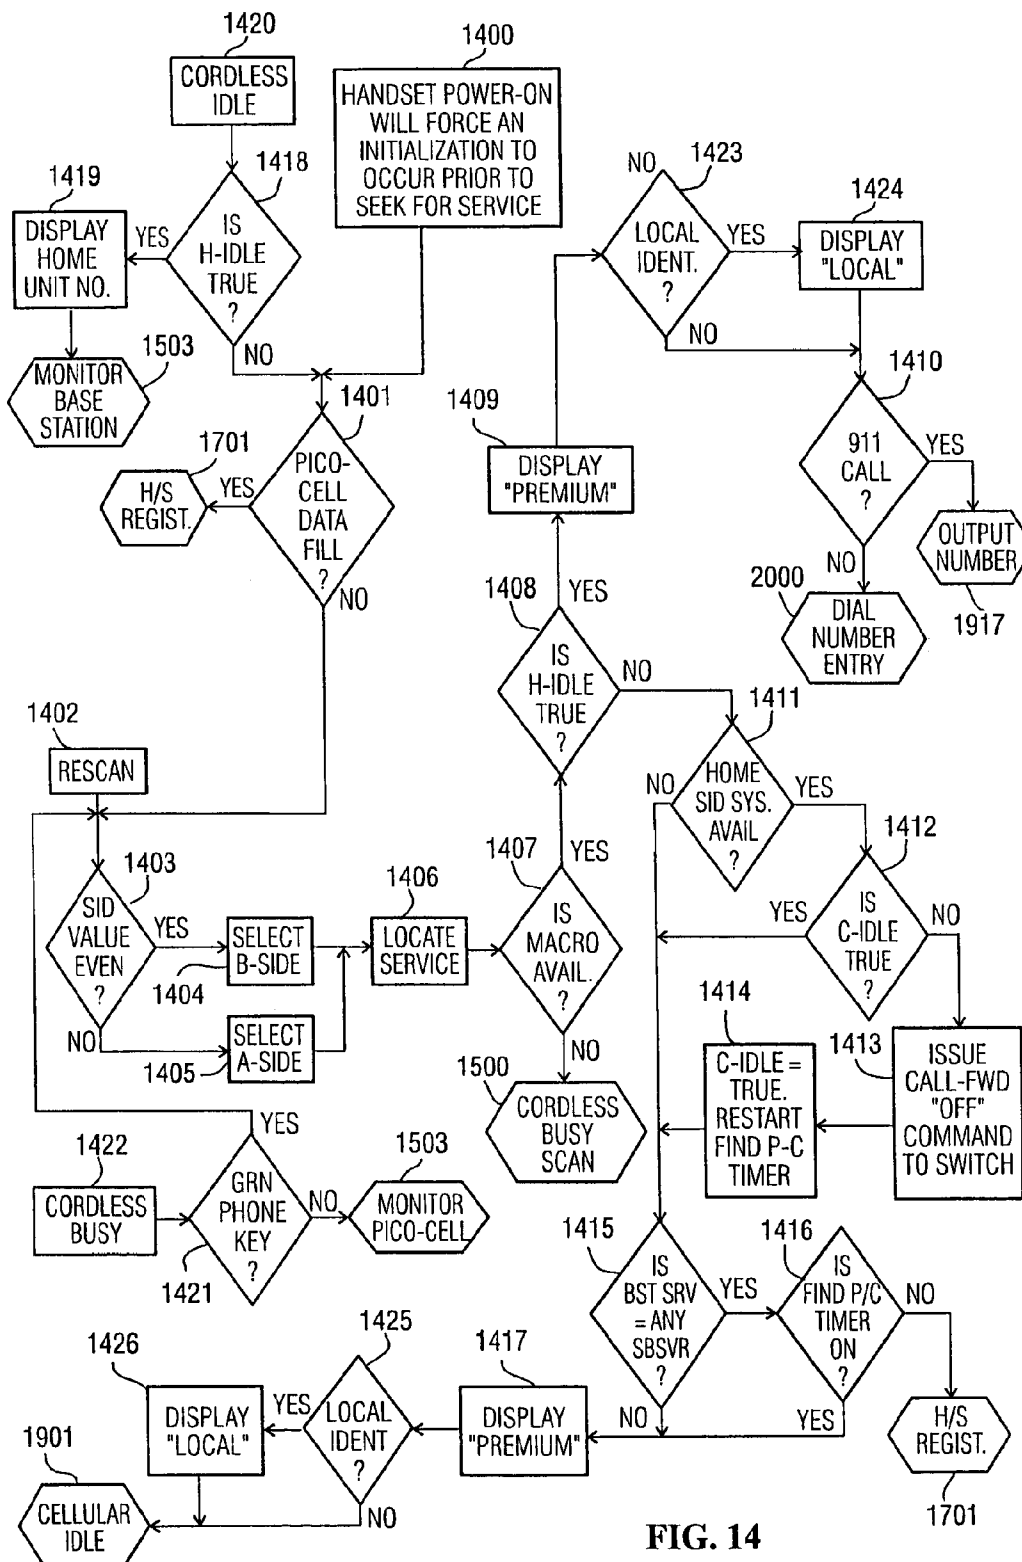 1420
CORDLESS
IDLE
1400
HANDSET POWER-ON
WILL FORCE AN
INITIALIZATION TO
OCCUR PRIOR TO
SEEK FOR SERVICE
1418
IS
H-IDLE
TRUE
?
YES
NO
1419
DISPLAY
HOME
UNIT NO.
1503
MONITOR
BASE
STATION
1401
PICO-
CELL
DATA
FILL
?
YES
NO
1701
H/S
REGIST.
NO
1423
LOCAL
IDENT.
?
YES
NO
1424
DISPLAY
"LOCAL"
1410
911
CALL
?
YES
NO
OUTPUT
NUMBER
1917
2000
DIAL
NUMBER
ENTRY
1409
DISPLAY
"PREMIUM"
YES
1408
IS
H-IDLE
TRUE
?
NO
1411
HOME
SID SYS.
AVAIL
?
NO
YES
1412
IS
C-IDLE
TRUE
?
YES
NO
1402
RESCAN
1403
SID
VALUE
EVEN
?
YES
NO
SELECT
B-SIDE
1404
SELECT
A-SIDE
1405
1406
LOCATE
SERVICE
1407
IS
MACRO
AVAIL.
?
YES
NO
1500
CORDLESS
BUSY
SCAN
1413
ISSUE
CALL-FWD
"OFF"
COMMAND
TO SWITCH
1414
C-IDLE =
TRUE.
RESTART
FIND P-C
TIMER
1422
CORDLESS
BUSY
YES
GRN
PHONE
KEY
?
1421
NO
1503
MONITOR
PICO-CELL
1415
IS
BST SRV
= ANY
SBSVR
?
YES
NO
1416
IS
FIND P/C
TIMER
ON
?
NO
YES
H/S
REGIST.
1701
1417
DISPLAY
"PREMIUM"
1425
LOCAL
IDENT
?
YES
NO
1426
DISPLAY
"LOCAL"
1901
CELLULAR
IDLE
FIG. 14